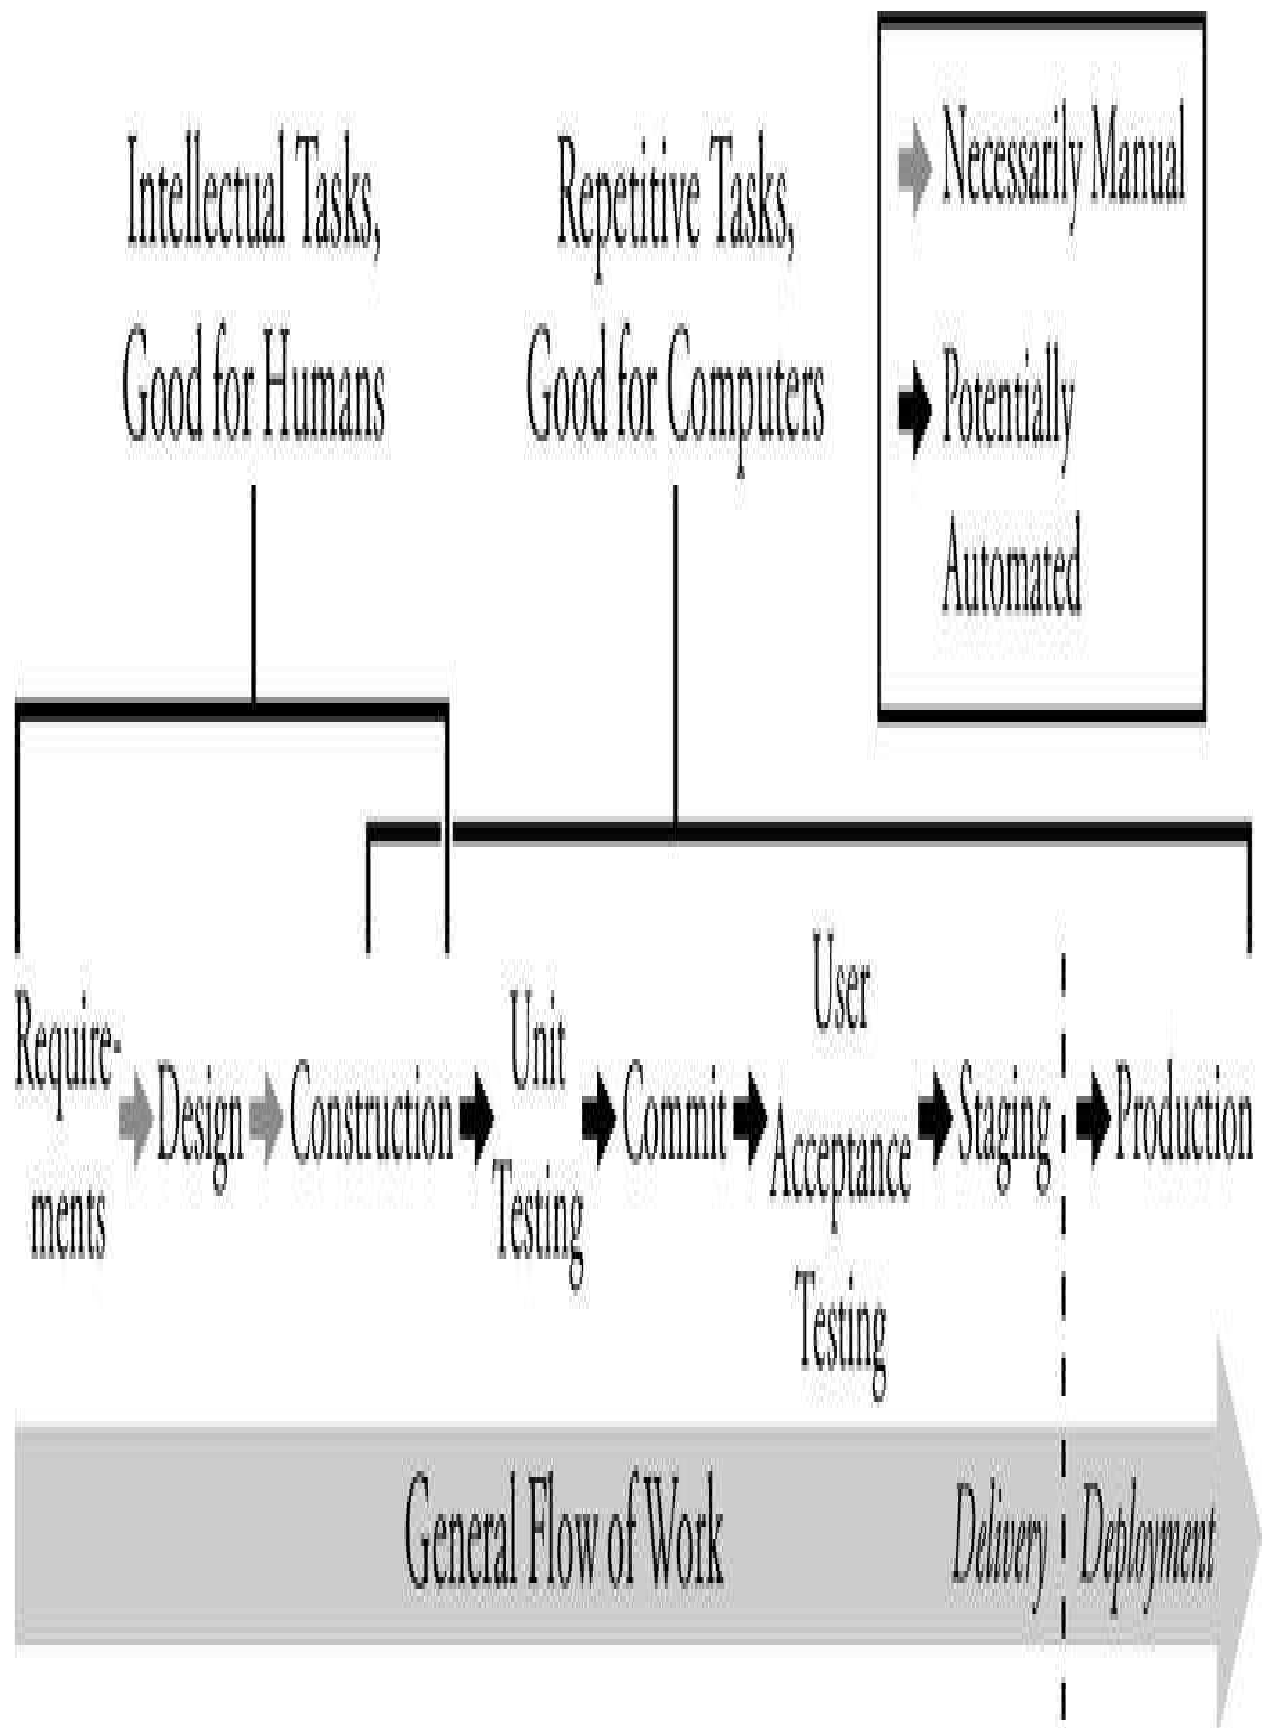 Intellectual Tasks,
Good for Humans
Repetitive Tasks,
Good for Computers
Necessarily Manual
Potentially
Automated
Require-
ments
Design
Construction
Unit
Testing
Commit
User
Acceptance
Testing
Staging
Production
General Flow of Work
Delivery
Deployment